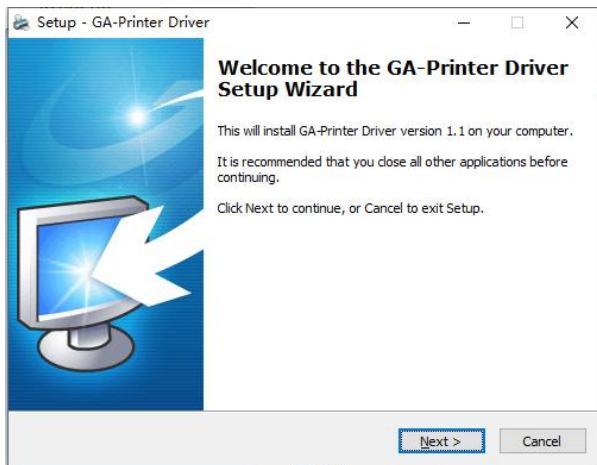 Setup - GA-Printer Driver
Welcome to the GA-Printer Driver
Setup Wizard
This will install GA-Printer Driver version 1.1 on your computer.
It is recommended that you close all other applications before
continuing.
Click Next to continue, or Cancel to exit Setup.
Next >
Cancel